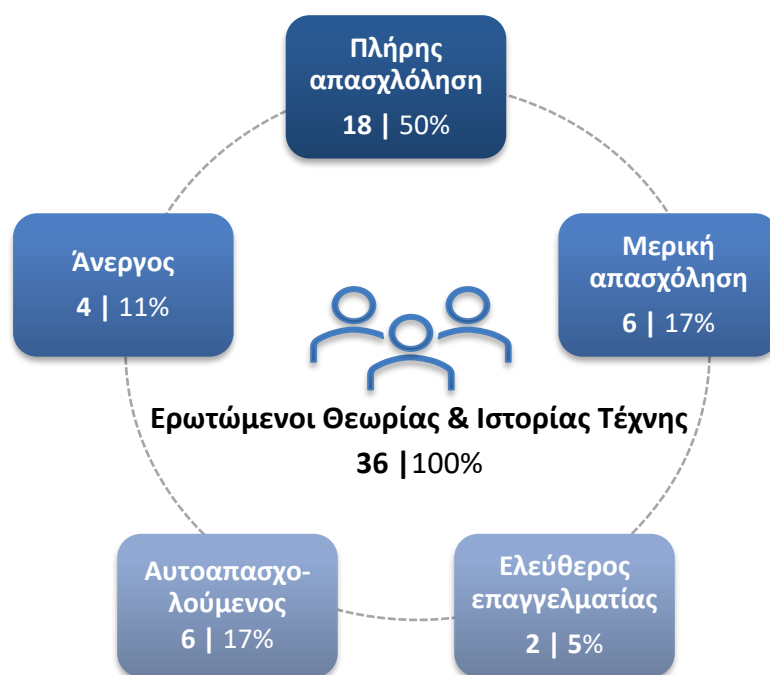 Πλήρης
απασχλόληση
18 | 50%
Άνεργος
4 | 11%
Μερική
απασχόληση
6 | 17%
Ερωτώμενοι Θεωρίας & Ιστορίας Τέχνης
36 |100%
Αυτοαπασχο-
λούμενος
6 | 17%
Ελεύθερος
επαγγελματίας
2 | 5%